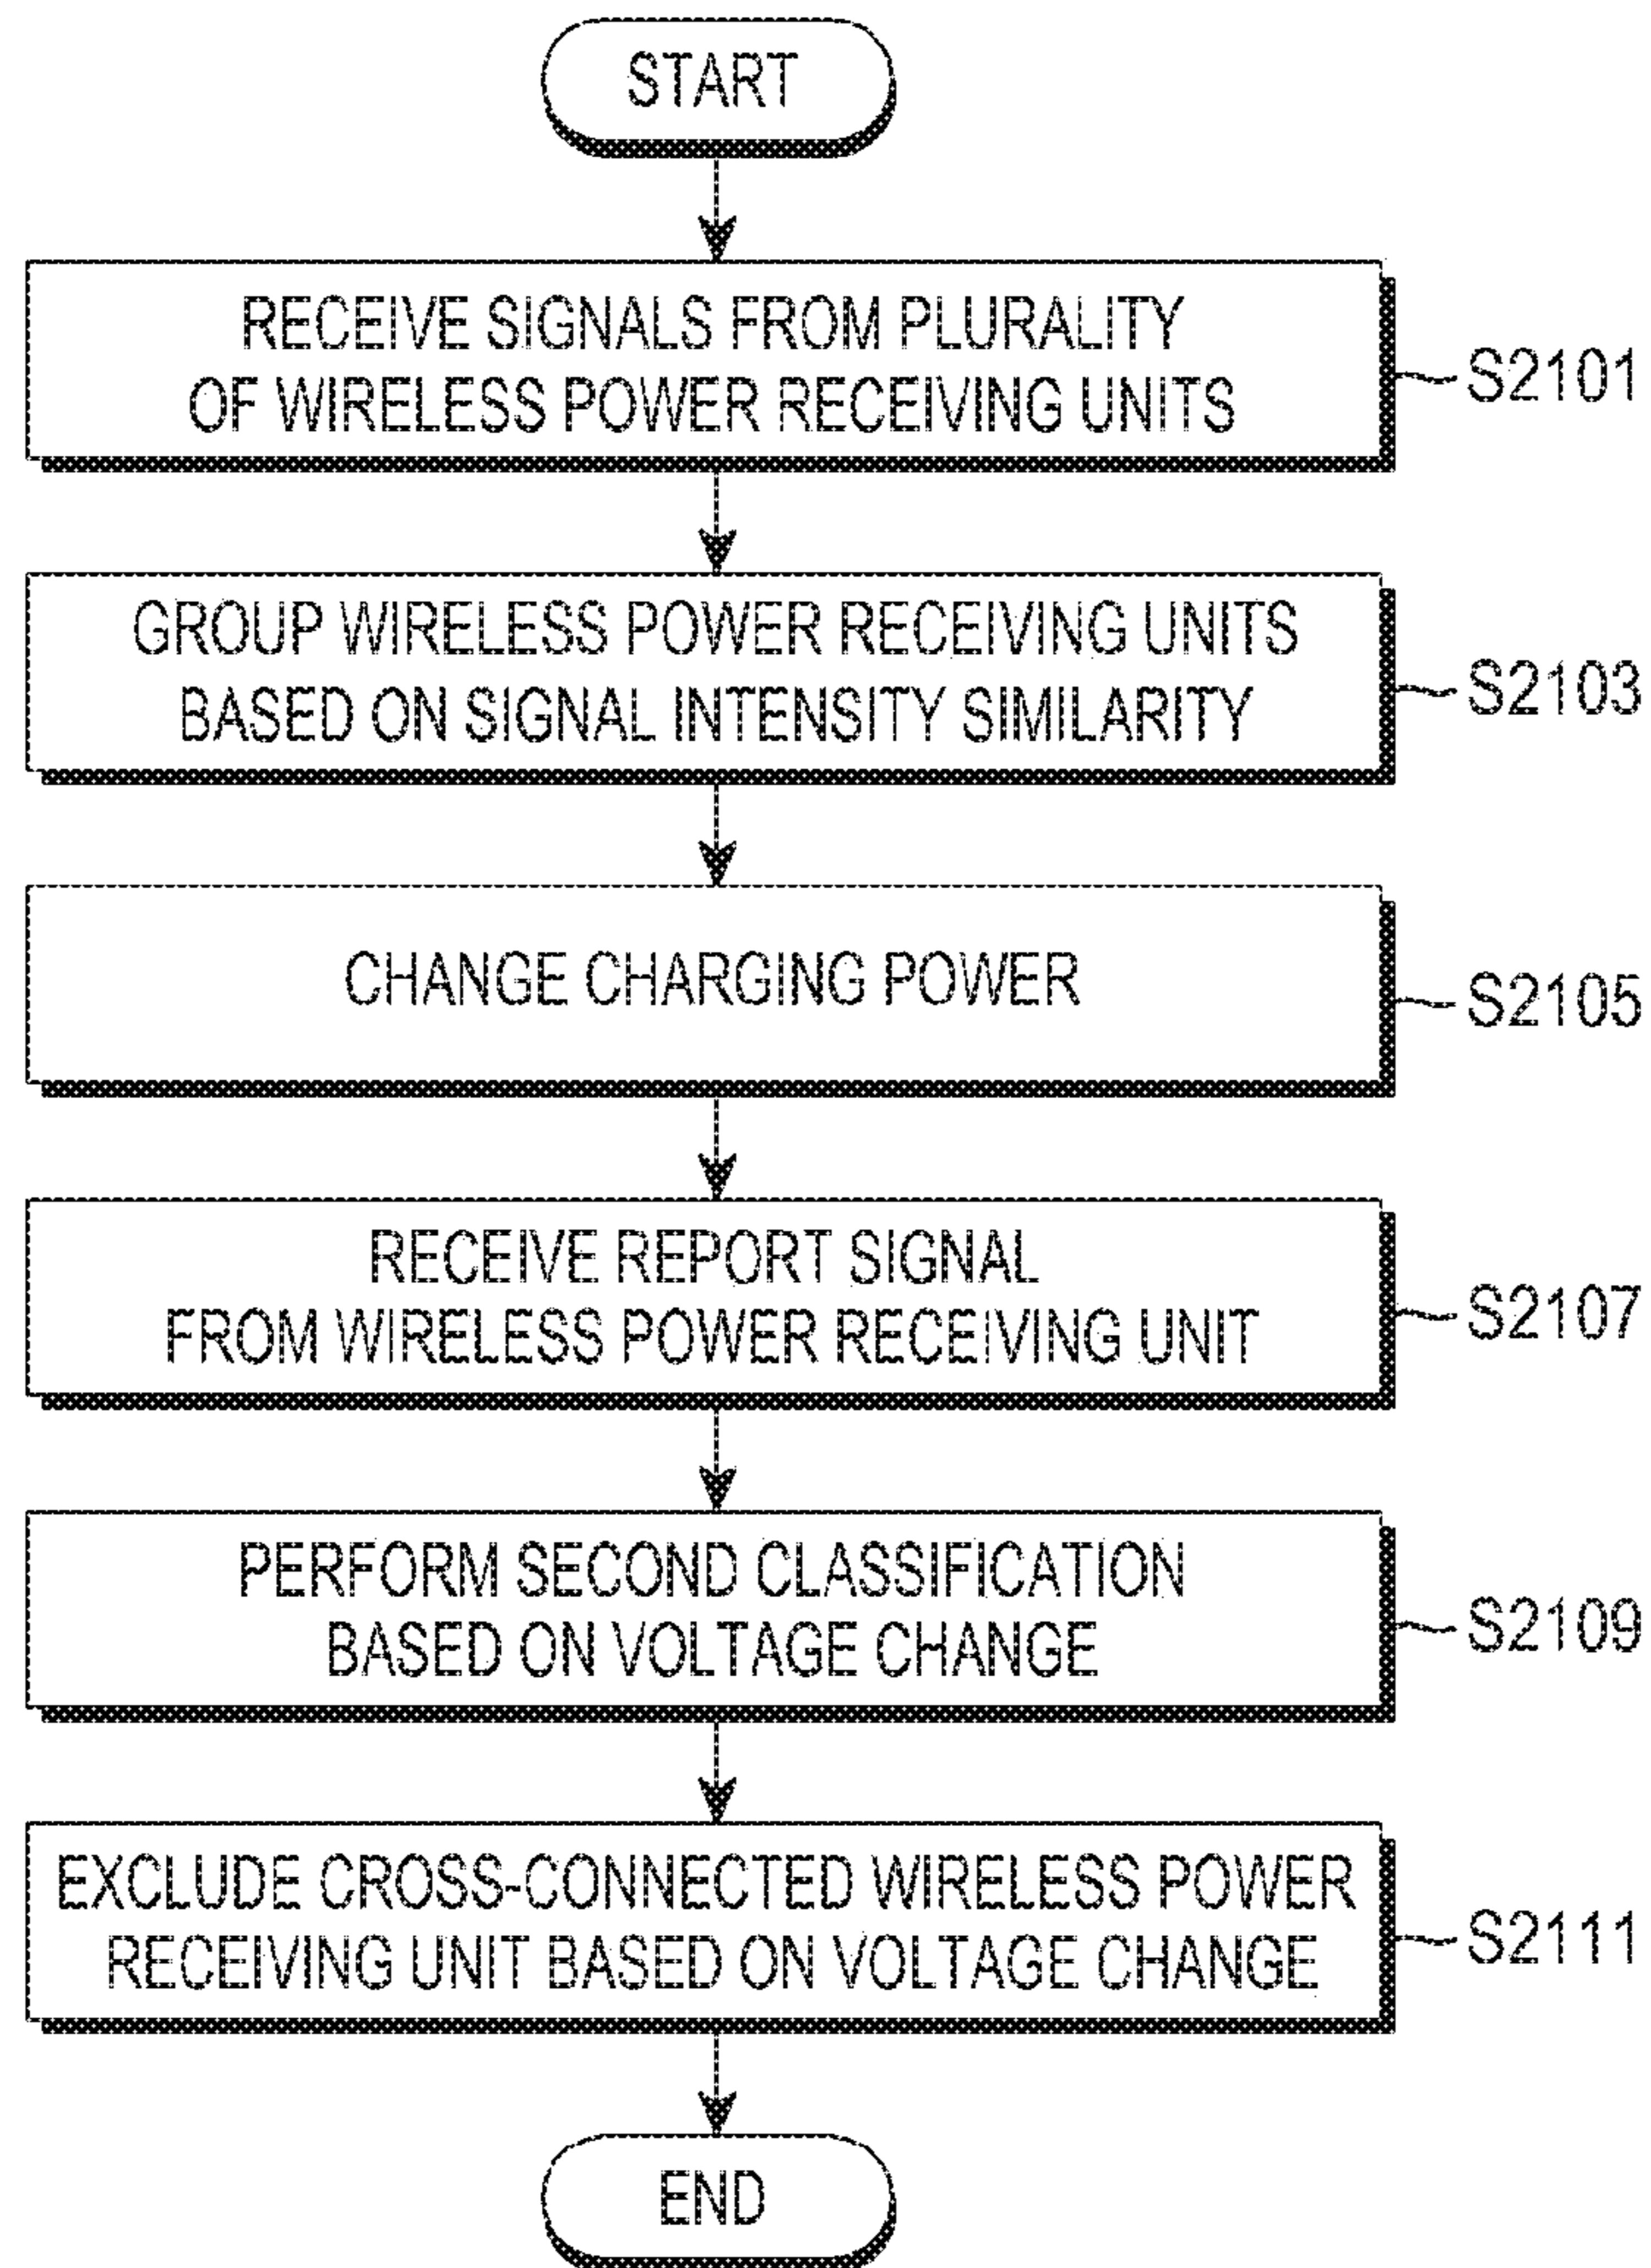 START
RECEIVE SIGNALS FROM PLURALITY
OF WIRELESS POWER RECEIVING UNITS
S2101
GROUP WIRELESS POWER RECEIVING UNITS
BASED ON SIGNAL INTENSITY SIMILARITY
S2103
CHANGE CHARGING POWER
S2105
RECEIVE REPORT SIGNAL
FROM WIRELESS POWER RECEIVING UNIT
S2107
PERFORM SECOND CLASSIFICATION
BASED ON VOLTAGE CHANGE
S2109
EXCLUDE CROSS-CONNECTED WIRELESS POWER
RECEIVING UNIT BASED ON VOLTAGE CHANGE
S2111
END